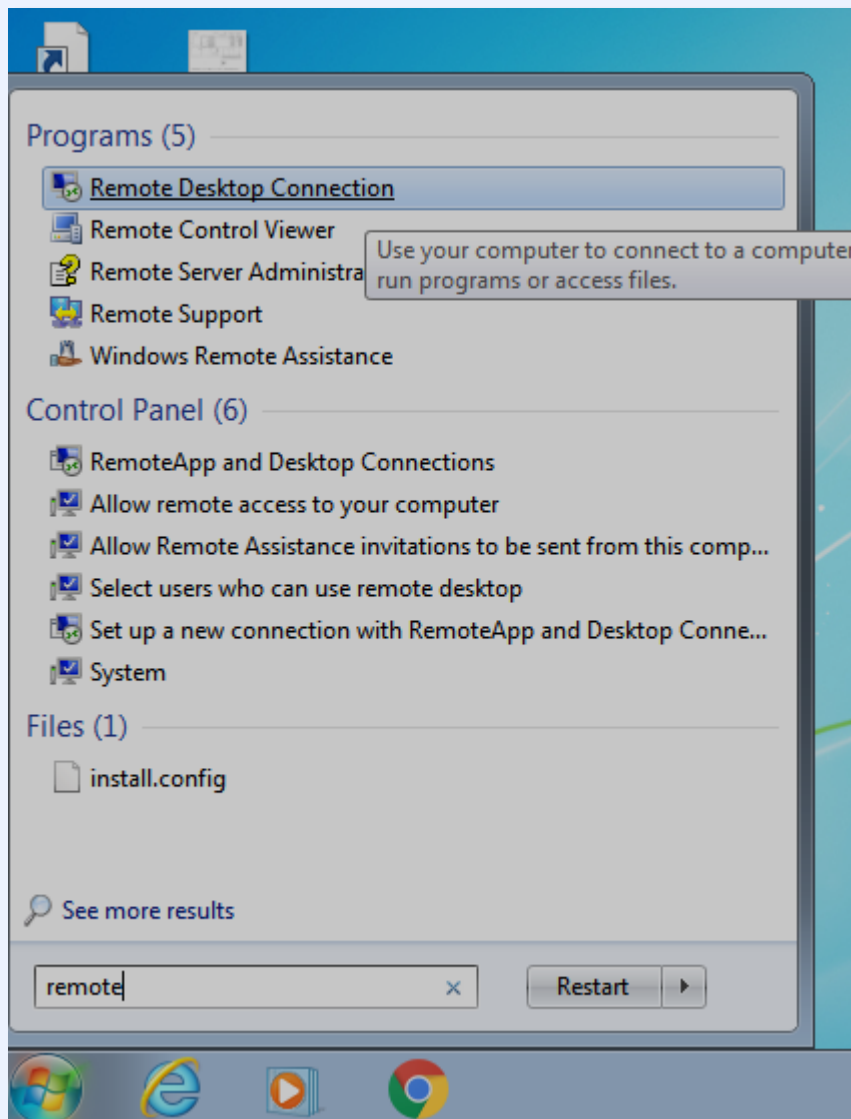 Programs (5)
Remote Desktop Connection
Remote Control Viewer
Use your computer to connect to a computer
run programs or access files.
Remote Server Administra
Remote Support
Windows Remote Assistance
Control Panel (6)
RemoteApp and Desktop Connections
Allow remote access to your computer
Allow Remote Assistance invitations to be sent from this comp...
Select users who can use remote desktop
Set up a new connection with RemoteApp and Desktop Conne...
System
Files (1)
install.config
See more results
remote
Restart